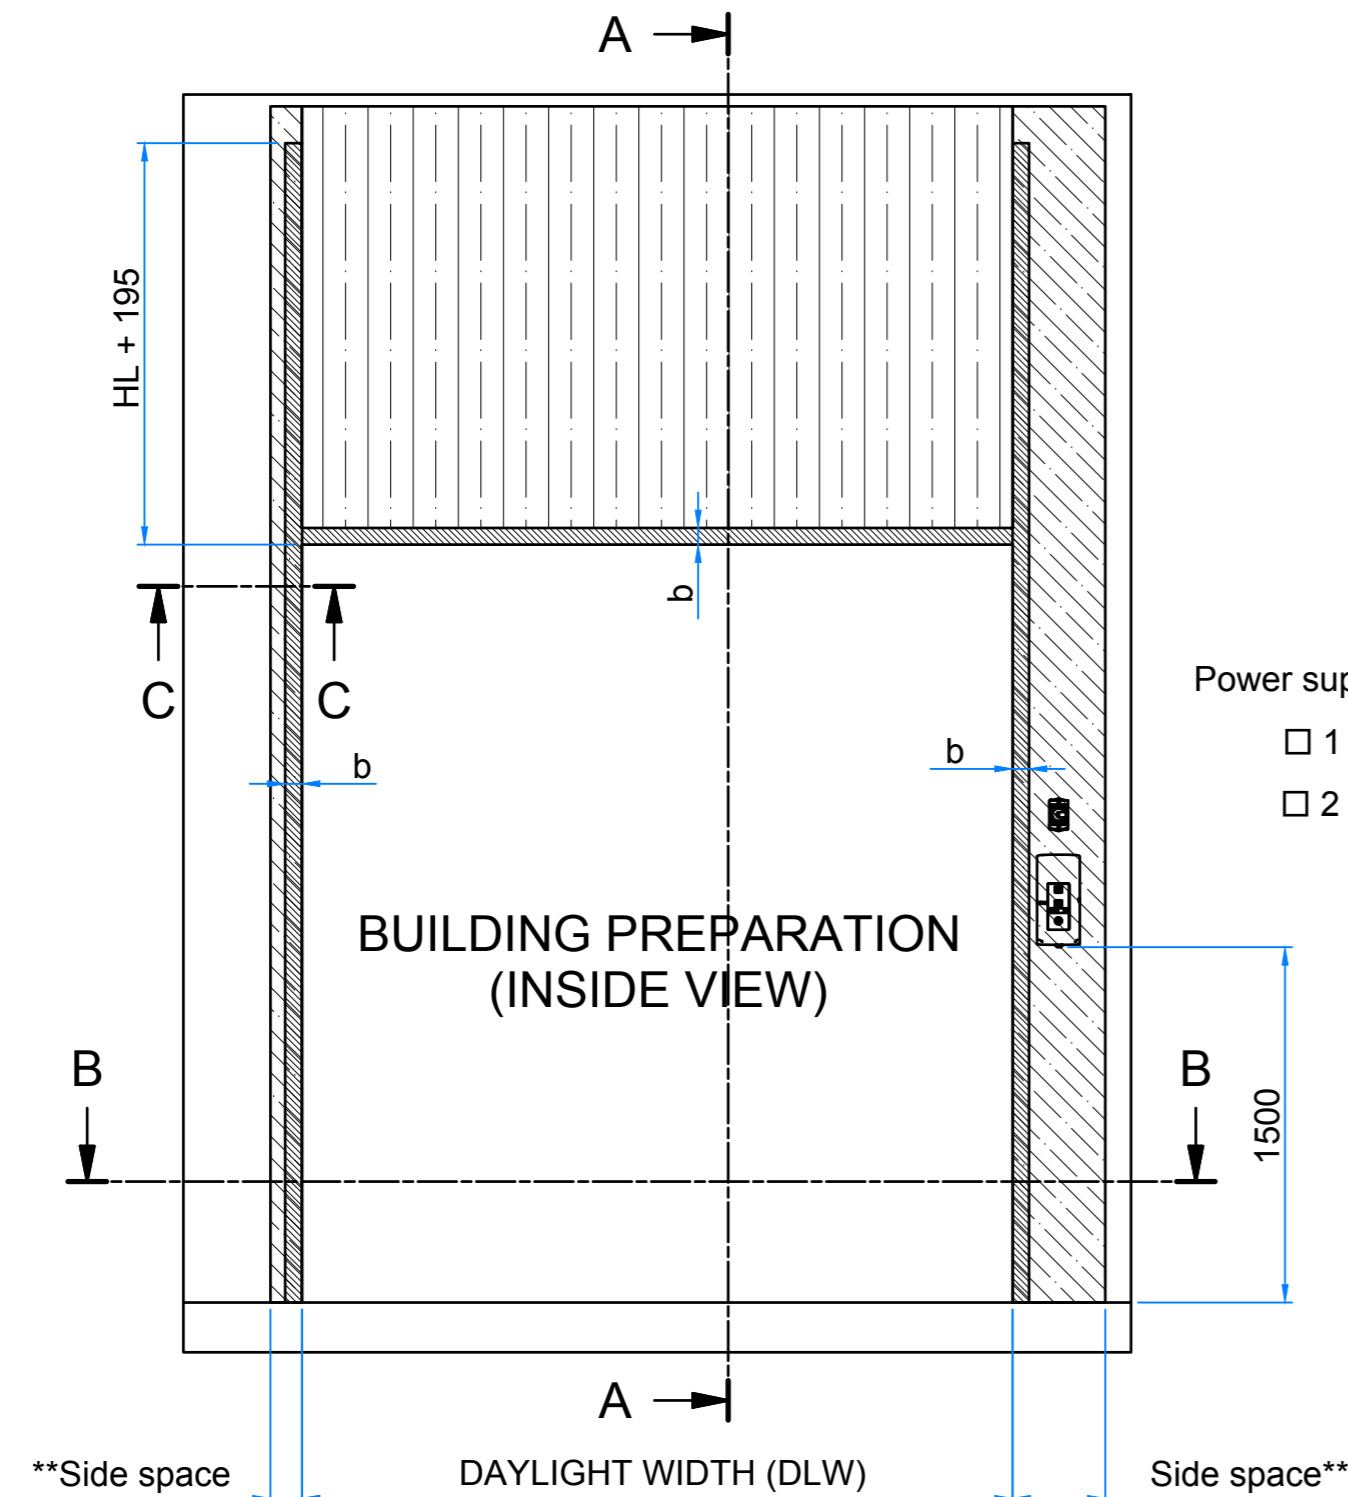 A
HL + 195
b
C
C
Power sup
b
b
☐ 1
☐ 2
BUILDING PREPARATION
(INSIDE VIEW)
B
B
1500
A
**Side space
DAYLIGHT WIDTH (DLW)
Side space**